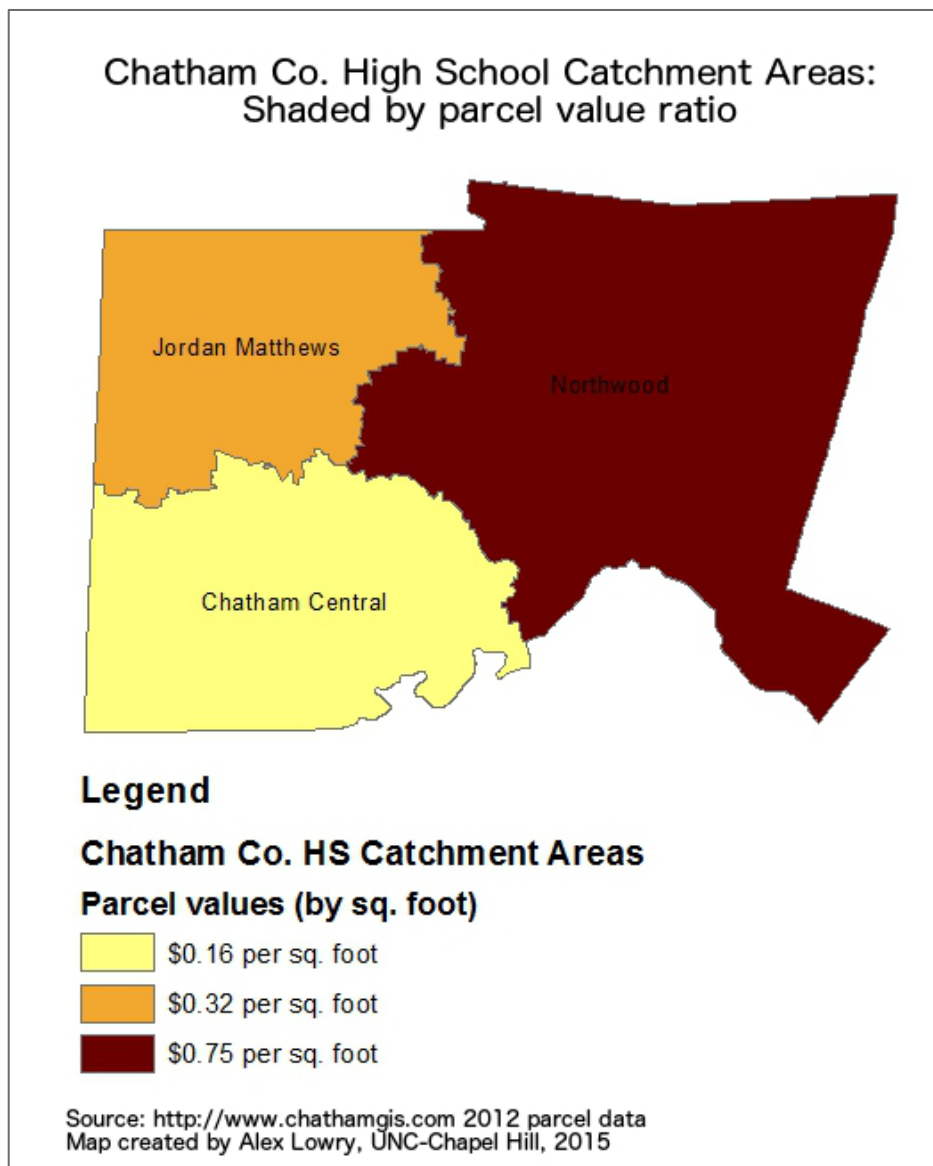 Chatham Co. High School Catchment Areas:
Shaded by parcel value ratio
Jordan Matthews
Northwood
Chatham Central
Legend
Chatham Co. HS Catchment Areas
Parcel values (by sq. foot)
$0.16 per sq. foot
$0.32 per sq. foot
$0.75 per sq. foot
Source: http://www.chathamgis.com 2012 parcel data
Map created by Alex Lowry, UNC-Chapel Hill, 2015